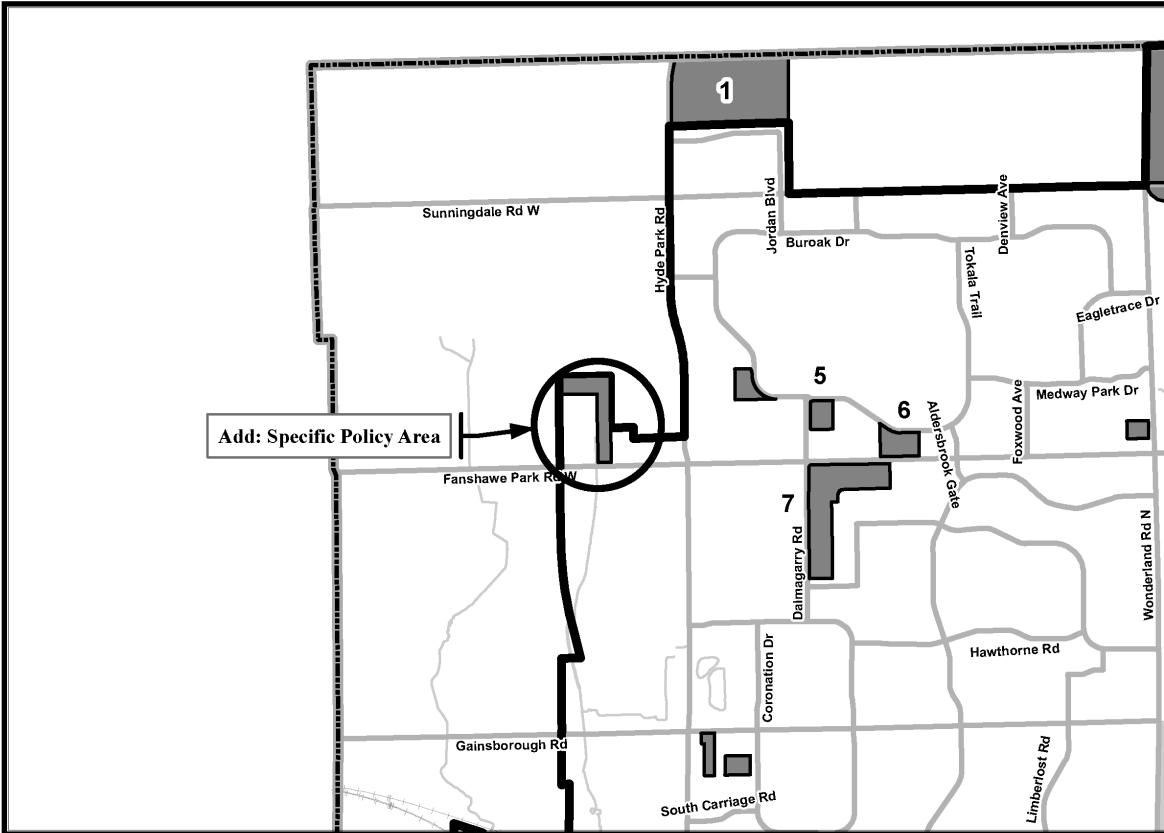 1
Sunningdale Rd W
Hyde Park Rd
Jordan Blvd
Buroak Dr
Denview Ave
Tokala Trail
Eagletrace Dr
5
Medway Park Dr
6
Aldersbrook Gate
Foxwood Ave
Add: Specific Policy Area
Fanshawe Park Rd W
7
Dalmagarry Rd
Wonderland Rd N
Hawthorne Rd
Coronation Dr
Gainsborough Rd
Limberlost Rd
South Carriage Rd